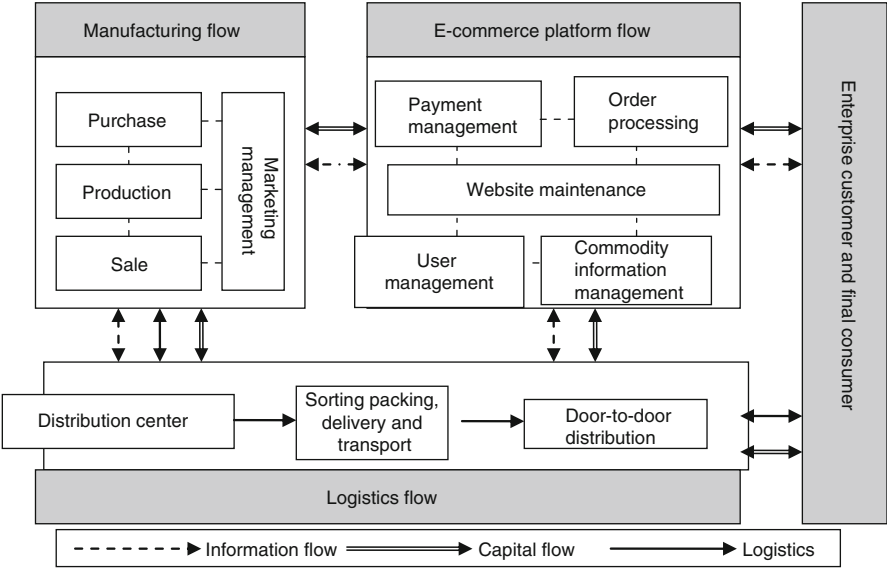 Manufacturing flow
E-commerce platform flow
Purchase
Production
Sale
Marketing
management
Payment
management
Order
processing
Website maintenance
User
management
Commodity
information
management
Enterprise customer and final consumer
Distribution center
Sorting packing,
delivery and
transport
Door-to-door
distribution
Logistics flow
Information flow
Capital flow
Logistics